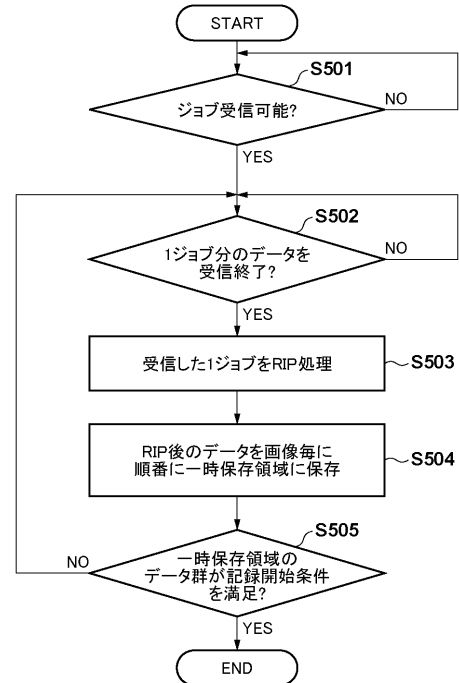 START
S501
ジョブ受信可能?
NO
YES
S502
1ジョブ分のデータを
受信終了?
NO
YES
受信した1ジョブをRIP処理
S503
RIP後のデータを画像毎に
順番に一時保存領域に保存
S504
S505
一時保存領域の
データ群が記録開始条件
を満足?
NO
YES
END